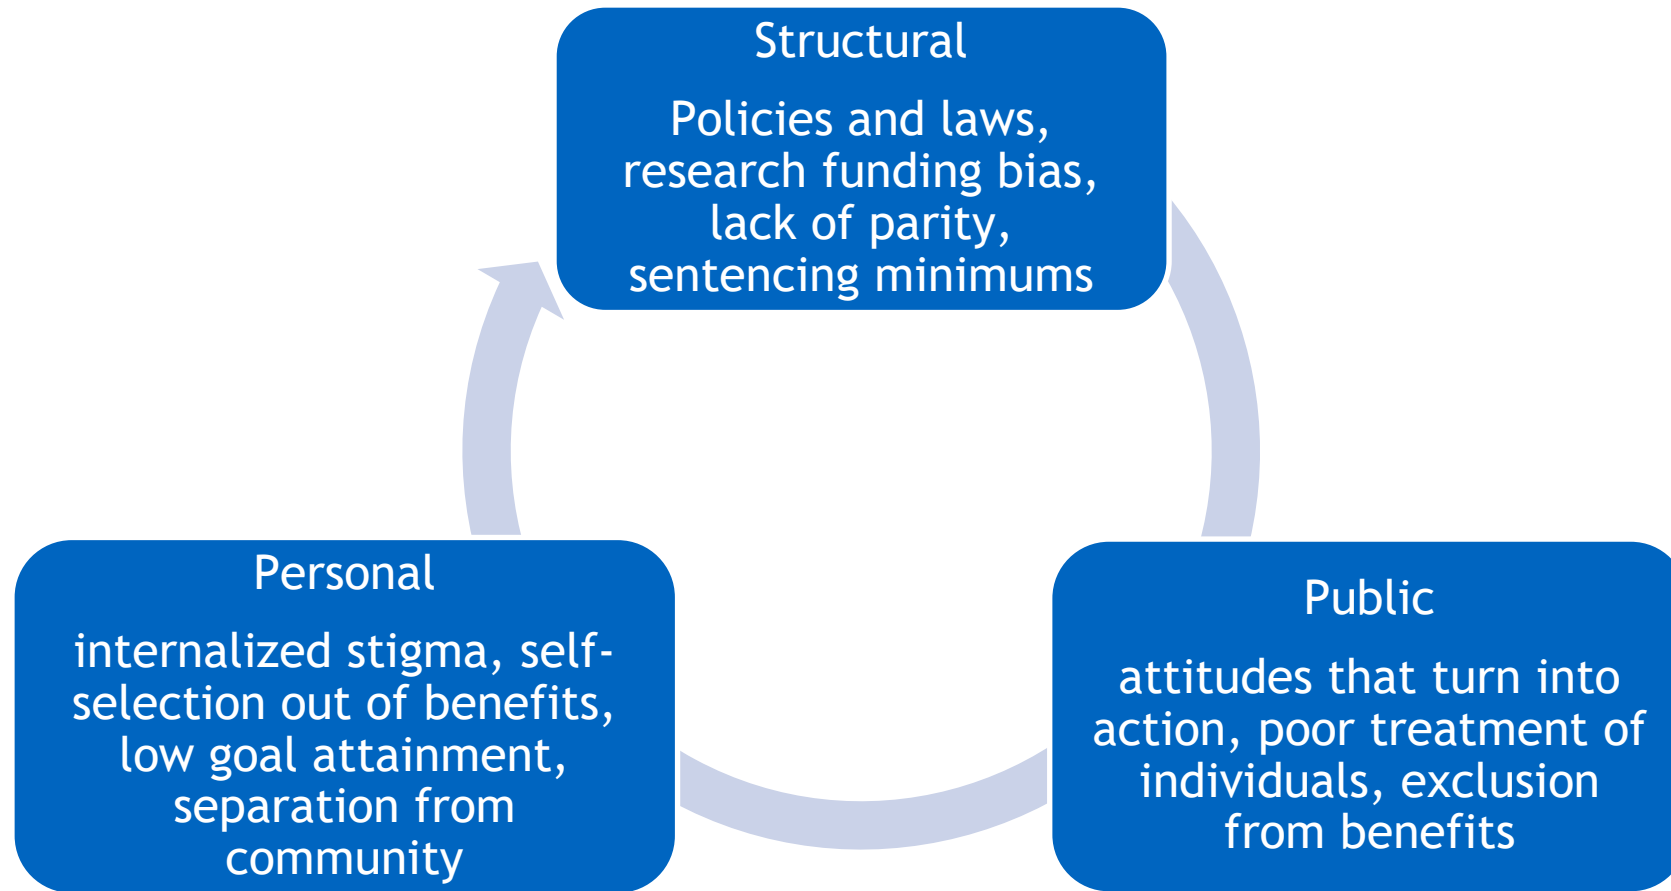 Structural
Policies and laws,
research funding bias,
lack of parity,
sentencing minimums
Personal
internalized stigma, self-
selection out of benefits,
low goal attainment,
separation from
community
Public
attitudes that turn into
action, poor treatment of
individuals, exclusion
from benefits